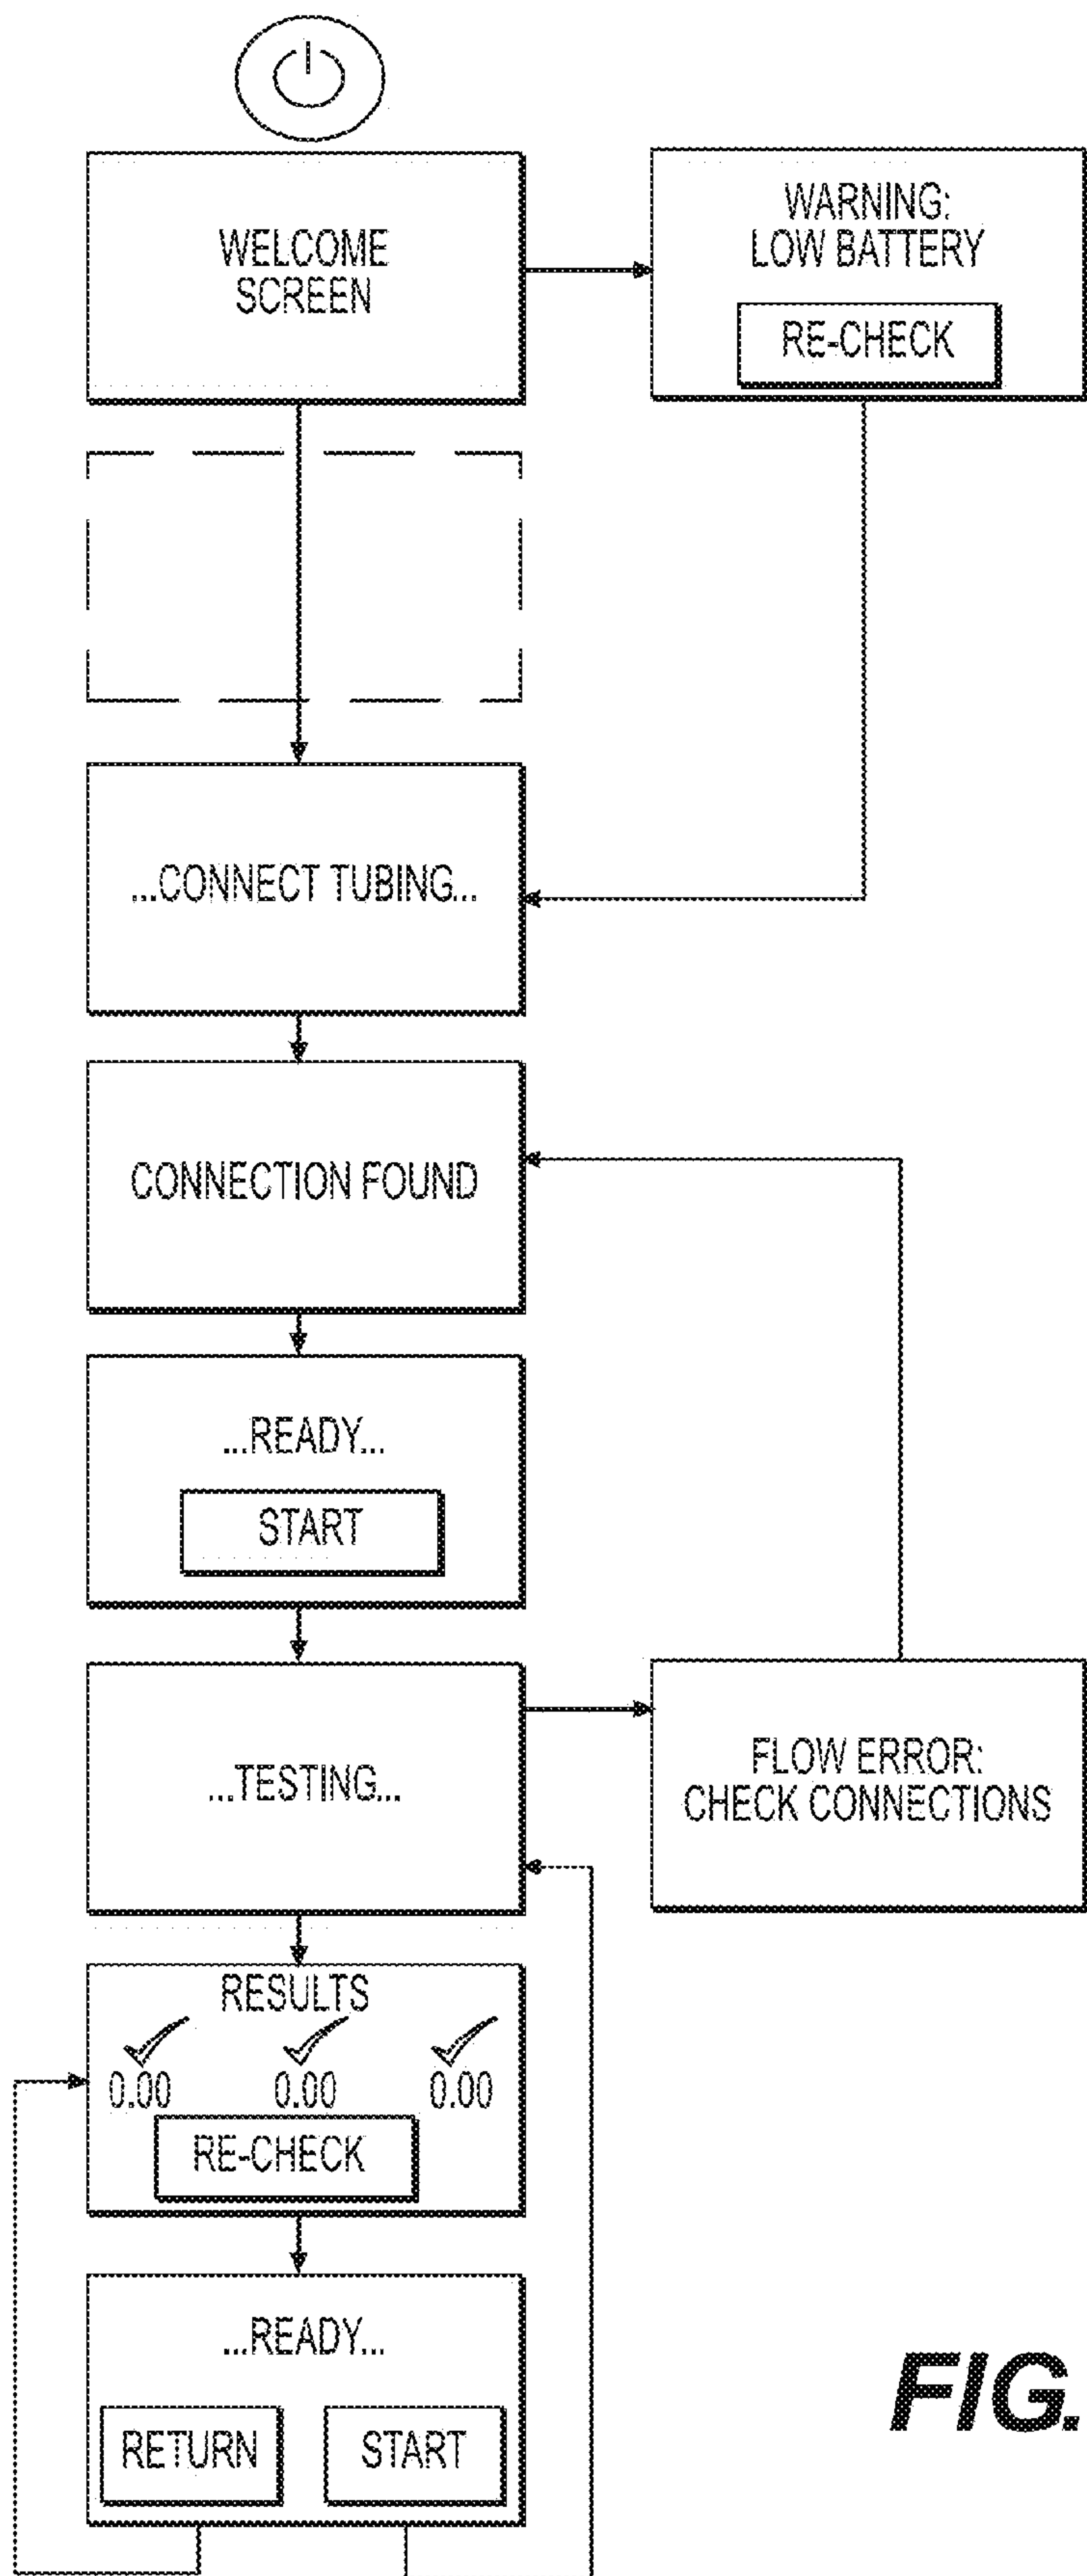 WELCOME
SCREEN
WARNING:
LOW BATTERY
RE-CHECK
...CONNECT TUBING...
CONNECTION FOUND
...READY...
START
...TESTING...
FLOW ERROR:
CHECK CONNECTIONS
RESULTS
0.00 0.00 0.00
RE-CHECK
...READY...
RETURN START
FIG.